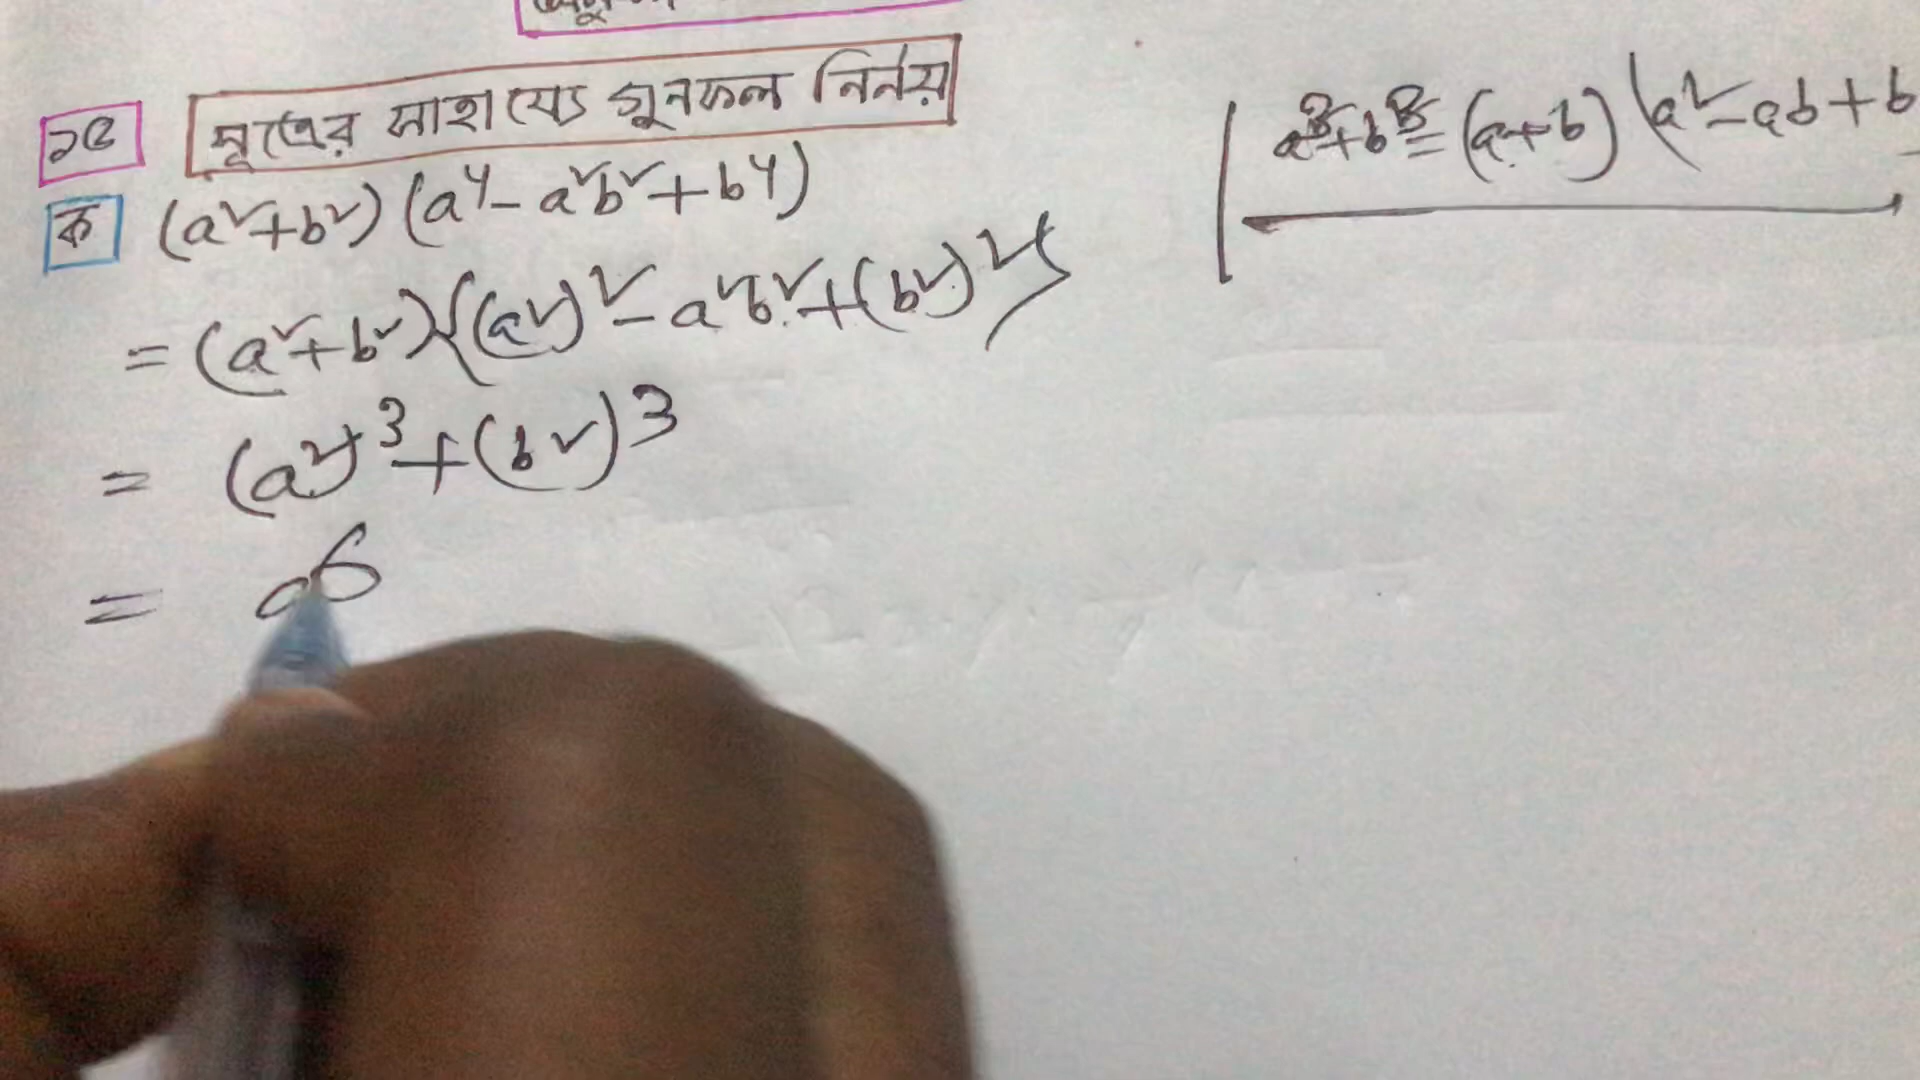 ১৫ সূত্রের সাহায্যে গুনফল নির্নয়
ক (a²+b²) (a⁴-a²b²+b⁴)
= (a²+b²){(a²)²-a²b²+(b²)²}
= (a²)³+(b²)³
= a⁶
a³+b³=(a+b) (a²-ab+b